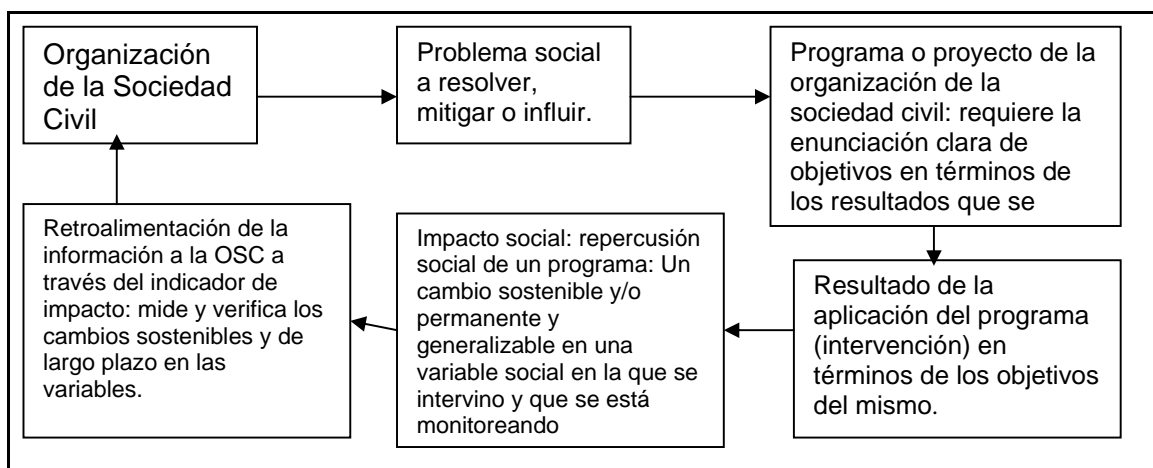 Organización
de la Sociedad
Civil
Problema social
a resolver,
mitigar o influir.
Programa o proyecto de la
organización de la
sociedad civil: requiere la
enunciación clara de
objetivos en términos de
los resultados que se
Resultado de la
aplicación del programa
(intervención) en
términos de los objetivos
del mismo.
Impacto social: repercusión
social de un programa: Un
cambio sostenible y/o
permanente y
generalizable en una
variable social en la que se
intervino y que se está
monitoreando
Retroalimentación de la
información a la OSC a
través del indicador de
impacto: mide y verifica los
cambios sostenibles y de
largo plazo en las
variables.